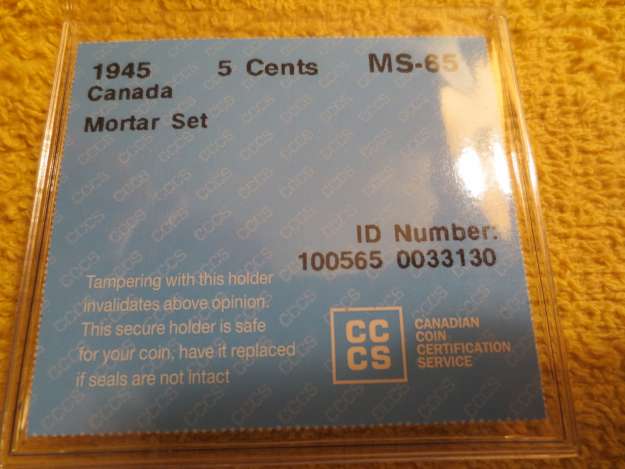 1945 5 Cents MS-65
Canada
Mortar Set
ID Number:
100565 0033130
Tampering with this holder
invalidates above opinion.
This secure holder is safe
for your coin, have it replaced
if seals are not intact
CC
CS
CANADIAN
COIN
CERTIFICATION
SERVICE